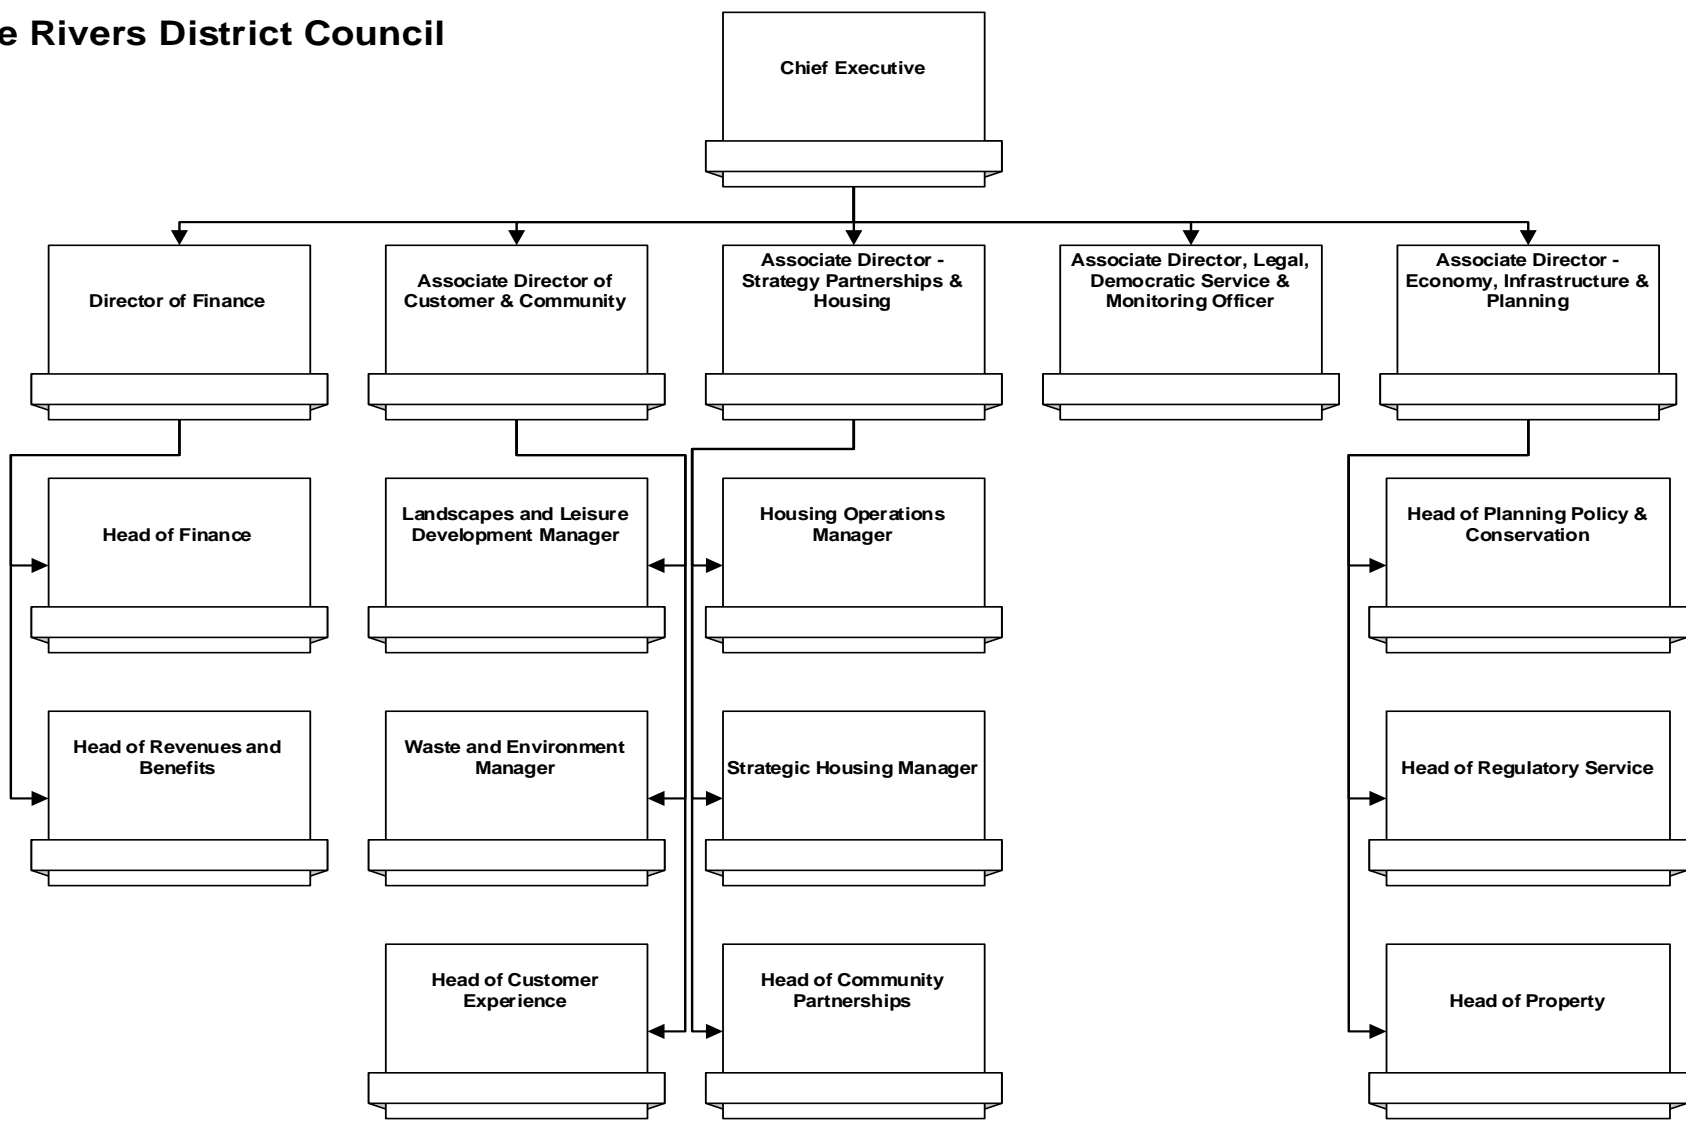 Rivers District Council
Chief Executive
Director of Finance
Associate Director of
Customer & Community
Associate Director -
Strategy Partnerships &
Housing
Associate Director, Legal,
Democratic Service &
Monitoring Officer
Associate Director -
Economy, Infrastructure &
Planning
Head of Finance
Landscapes and Leisure
Development Manager
Housing Operations
Manager
Head of Planning Policy &
Conservation
Head of Revenues and
Benefits
Waste and Environment
Manager
Strategic Housing Manager
Head of Regulatory Service
Head of Customer
Experience
Head of Community
Partnerships
Head of Property